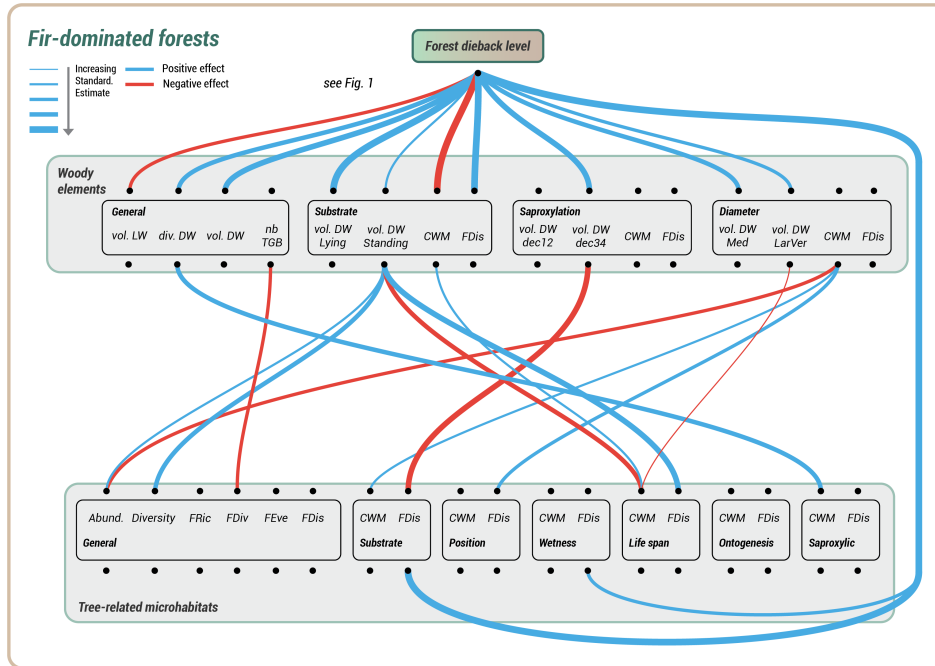 Fir-dominated forests
Forest dieback level
Increasing
Standard.
Estimate
Positive effect
Negative effect
see Fig. 1
Woody
elements
General
vol. LW
div. DW
vol. DW
nb
TGB
Substrate
vol. DW
Lying
vol. DW
Standing
CWM
FDis
Saproxylation
vol. DW
dec12
vol. DW
dec34
CWM
FDis
Diameter
vol. DW
Med
vol. DW
LarVer
CWM
FDis
Abund.
Diversity
FRic
FDiv
FEve
FDis
General
CWM
FDis
Substrate
CWM
FDis
Position
CWM
FDis
Wetness
CWM
FDis
Life span
CWM
FDis
Ontogenesis
CWM
FDis
Saproxylic
Tree-related microhabitats